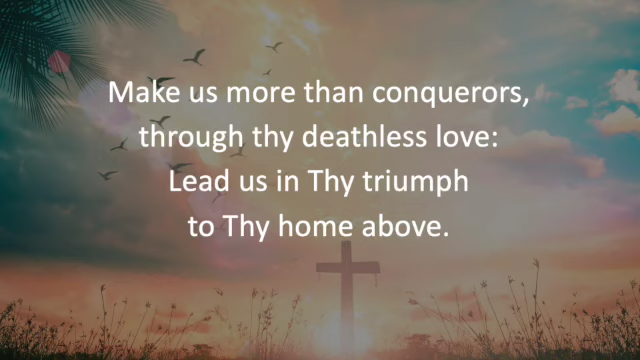 Make us more than conquerors,
through thy deathless love:
Lead us in Thy triumph
to Thy home above.